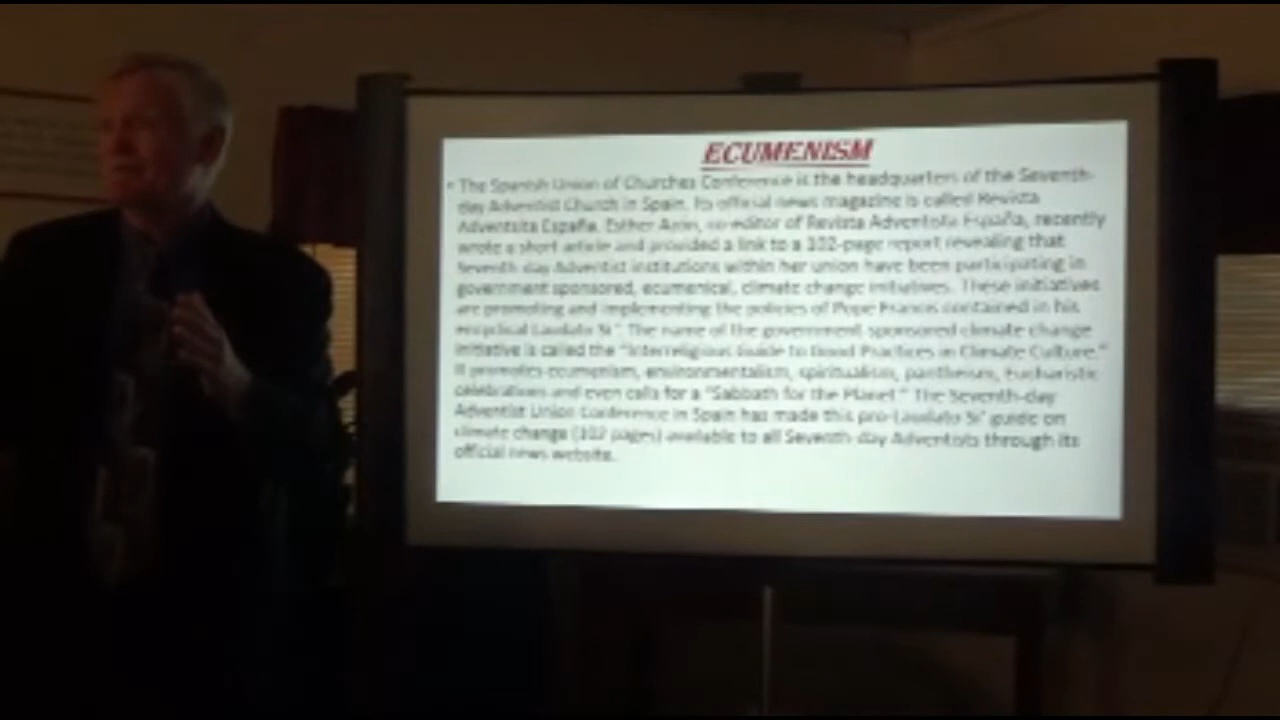 ECUMENISM
• The Spanish Union of Churches Conference is the headquarters of the Seventh-
day Adventist Church in Spain. Its official news magazine is called Revista
Adventista España. Esther Azón, co-editor of Revista Adventista España, recently
wrote a short article and provided a link to a 102-page report revealing that
Seventh-day Adventist institutions within her union have been participating in
government sponsored, ecumenical, climate change initiatives. These initiatives
are promoting and implementing the policies of Pope Francis contained in his
encyclical Laudato Si'. The name of the government sponsored climate change
initiative is called the "Interreligious Guide to Good Practices in Climate Culture."
It promotes ecumenism, environmentalism, spiritualism, pantheism, Eucharistic
celebrations and even calls for a "Sabbath for the Planet." The Seventh-day
Adventist Union Conference in Spain has made this pro-Laudato Si' guide on
climate change (102 pages) available to all Seventh-day Adventists through its
official news website.